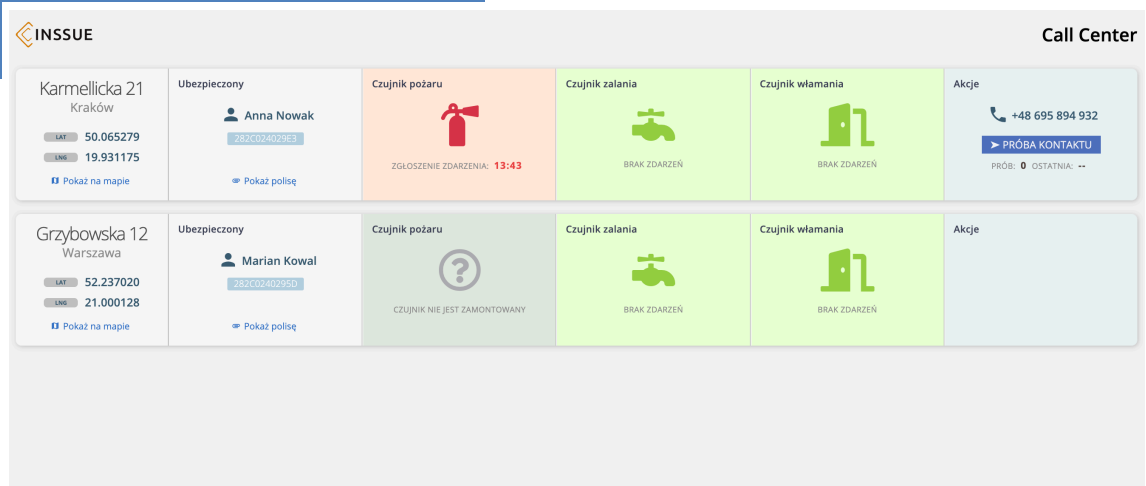 INSSUE
Call Center
Karmellicka 21
Kraków
LAT 50.065279
LNG 19.931175
Pokaż na mapie
Ubezpieczony
Anna Nowak
282C024029E3
Pokaż polisę
Czujnik pożaru
ZGŁOSZENIE ZDARZENIA: 13:43
Czujnik zalania
BRAK ZDARZEŃ
Czujnik włamania
BRAK ZDARZEŃ
Akcje
+48 695 894 932
PRÓBA KONTAKTU
PRÓB: 0 OSTATNIA: --
Grzybowska 12
Warszawa
LAT 52.237020
LNG 21.000128
Pokaż na mapie
Ubezpieczony
Marian Kowal
282C0240295D
Pokaż polisę
Czujnik pożaru
CZUJNIK NIE JEST ZAMONTOWANY
Czujnik zalania
BRAK ZDARZEŃ
Czujnik włamania
BRAK ZDARZEŃ
Akcje